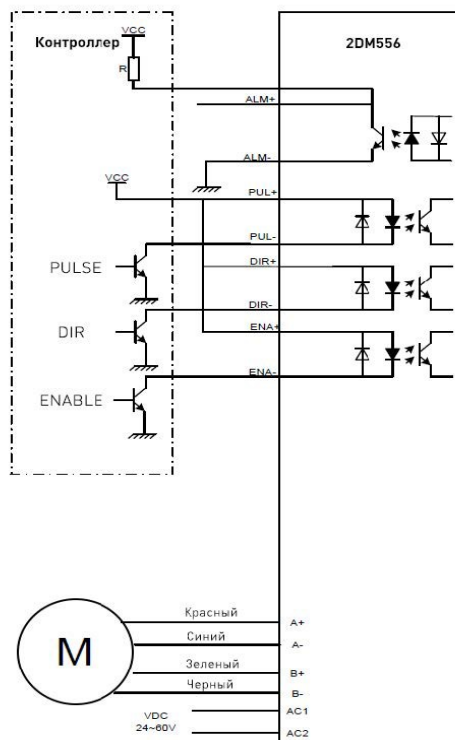 VCC
Контроллер
2DM556
R
ALM+
ALM-
VCC
PUL+
PUL-
PULSE
DIR+
DIR-
DIR
ENA+
ENA-
ENABLE
Красный
A+
Синий
A-
M
Зеленый
B+
Черный
B-
VDC
24~60V
AC1
AC2